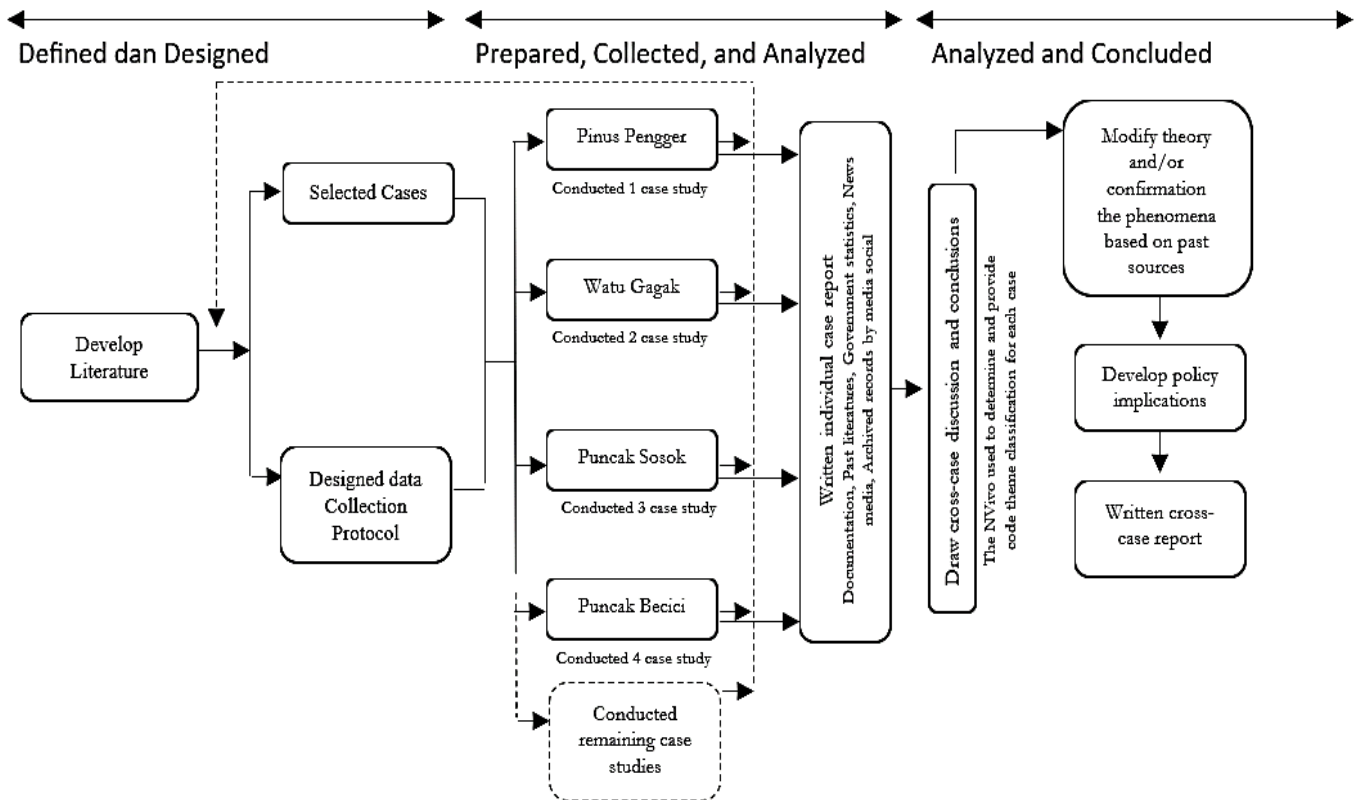 Defined dan Designed
Prepared, Collected, and Analyzed
Analyzed and Concluded
Develop
Literature
Selected Cases
Designed data
Collection
Protocol
Pinus Pengger
Conducted 1 case study
Watu Gagak
Conducted 2 case study
Puncak Sosok
Conducted 3 case study
Puncak Becici
Conducted 4 case study
Conducted
remaining case
studies
Written individual case report
Documentation, Past literatures, Government statistics, News
media, Archived records by media social
Draw cross-case discussion and conclusions
The NVivo used to determine and provide
code theme classification for each case
Modify theory
and/or
confirmation
the phenomena
based on past
sources
Develop policy
implications
Written cross-
case report